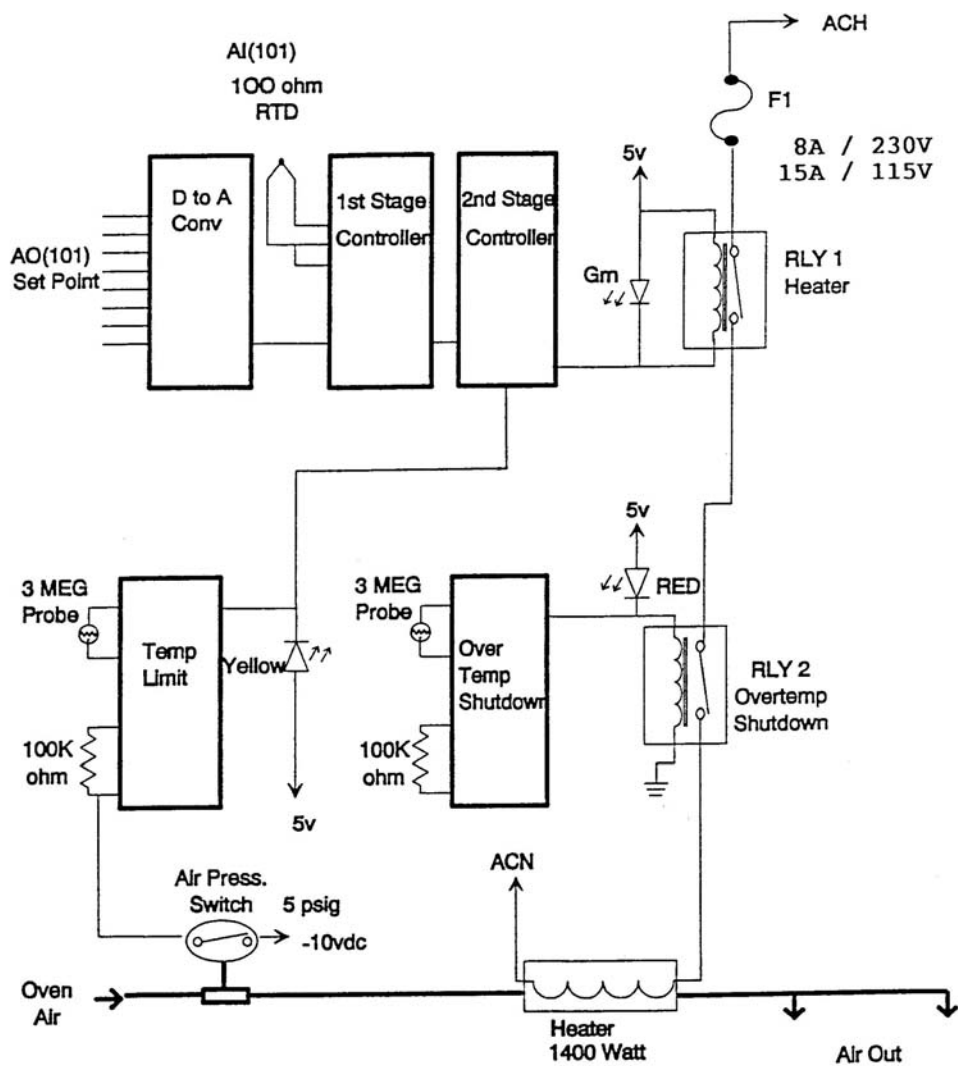 ACH
AI(101)
100 ohm
RTD
F1
8A / 230V
15A / 115V
5v
D to A
Conv
1st Stage
Controller
2nd Stage
Controller
AO(101)
Set Point
Grn
RLY 1
Heater
5v
RED
3 MEG
Probe
3 MEG
Probe
Temp
Limit
Yellow
Over
Temp
Shutdown
RLY 2
Overtemp
Shutdown
100K
ohm
100K
ohm
5v
ACN
Air Press.
Switch
5 psig
-10vdc
Oven
Air
Heater
1400 Watt
Air Out